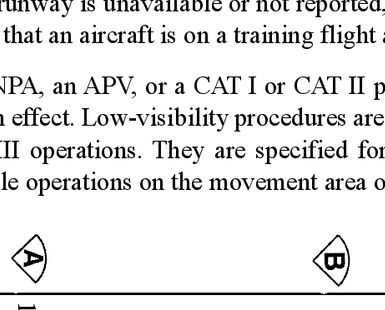 runway is unavailable or not reported,
that an aircraft is on a training flight
NPA, an APV, or a CAT I or CAT II p
effect. Low-visibility procedures are
III operations. They are specified for
le operations on the movement area o
A B
1